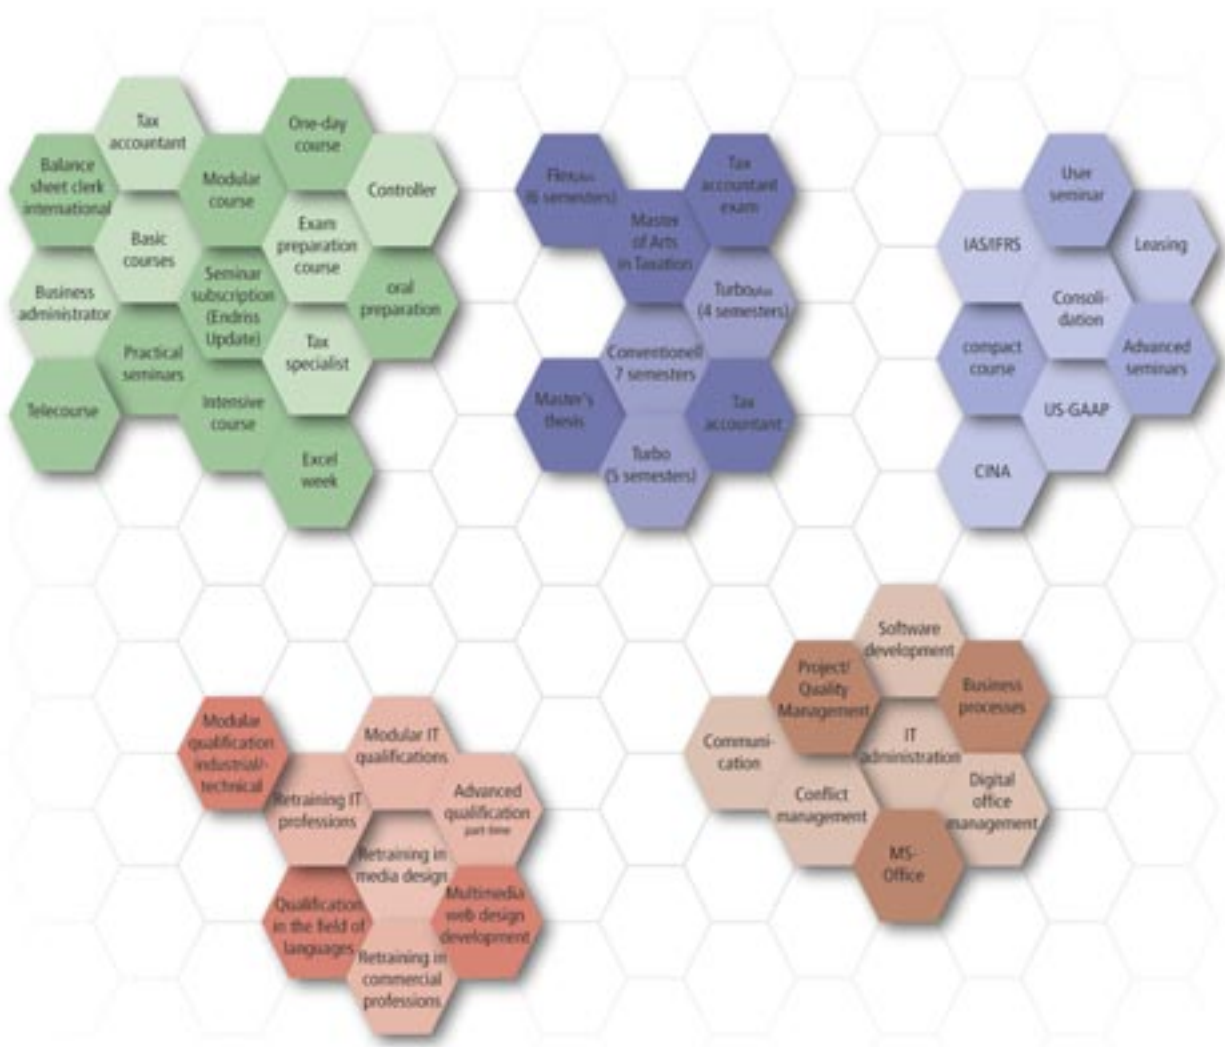 Tax
accountant
One-day
course
Balance
sheet clerk
international
Modular
course
Controller
Basic
courses
Exam
preparation
course
Business
administrator
Seminar
subscription
(Endriss
Update)
oral
preparation
Practical
seminars
Tax
specialist
Telecourse
Intensive
course
Excel
week
Flexplus
(6 semesters)
Tax
accountant
exam
Master
of Arts
in Taxation
Turboplus
(4 semesters)
Conventionell
7 semesters
Master's
thesis
Tax
accountant
Turbo
(5 semesters)
User
seminar
IAS/IFRS
Leasing
Consoli-
dation
compact
course
Advanced
seminars
US-GAAP
CINA
Modular
qualification
industrial/-
technical
Modular IT
qualifications
Retraining IT
professions
Advanced
qualification
part-time
Retraining in
media design
Qualification
in the field of
languages
Multimedia
web design
development
Retraining in
commercial
professions
Software
development
Project/
Quality
Management
Business
processes
Communi-
cation
IT
administration
Conflict
management
Digital
office
management
MS-
Office